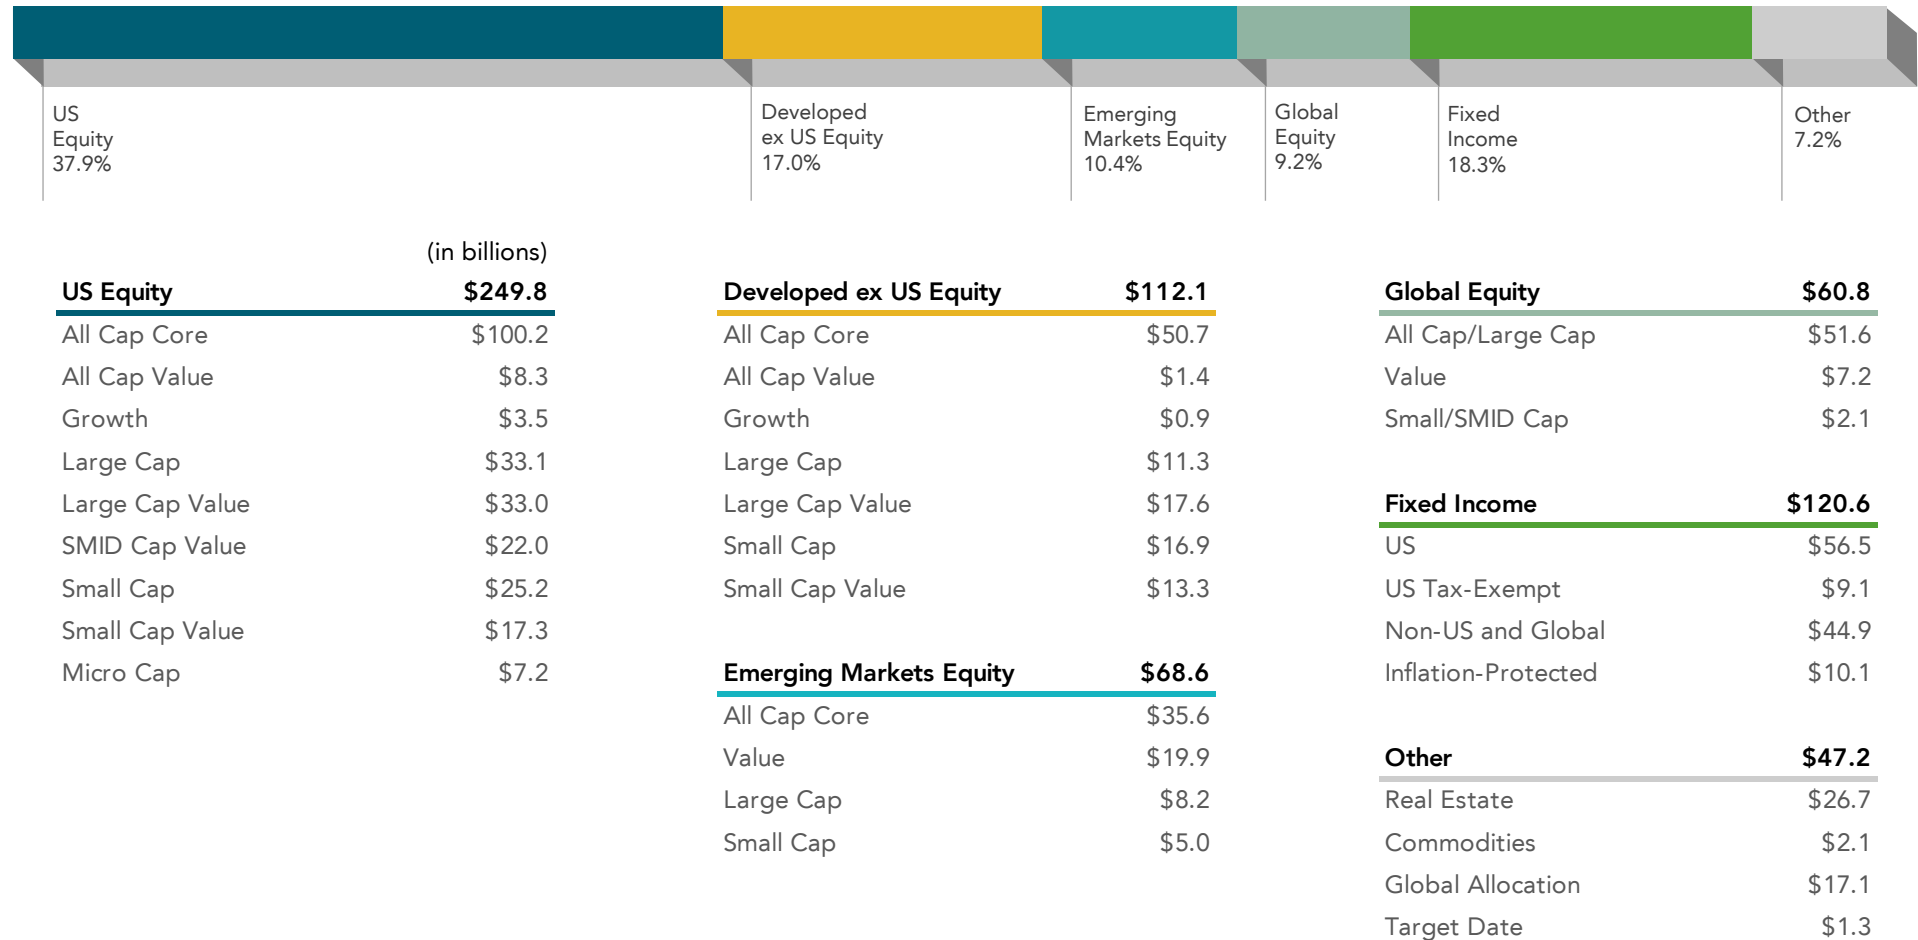 US
Equity
37.9%
Developed
ex US Equity
17.0%
Emerging
Markets Equity
10.4%
Global
Equity
9.2%
Fixed
Income
18.3%
Other
7.2%
(in billions)
US Equity $249.8
All Cap Core $100.2
All Cap Value $8.3
Growth $3.5
Large Cap $33.1
Large Cap Value $33.0
SMID Cap Value $22.0
Small Cap $25.2
Small Cap Value $17.3
Micro Cap $7.2
Developed ex US Equity $112.1
All Cap Core $50.7
All Cap Value $1.4
Growth $0.9
Large Cap $11.3
Large Cap Value $17.6
Small Cap $16.9
Small Cap Value $13.3
Emerging Markets Equity $68.6
All Cap Core $35.6
Value $19.9
Large Cap $8.2
Small Cap $5.0
Global Equity $60.8
All Cap/Large Cap $51.6
Value $7.2
Small/SMID Cap $2.1
Fixed Income $120.6
US $56.5
US Tax-Exempt $9.1
Non-US and Global $44.9
Inflation-Protected $10.1
Other $47.2
Real Estate $26.7
Commodities $2.1
Global Allocation $17.1
Target Date $1.3